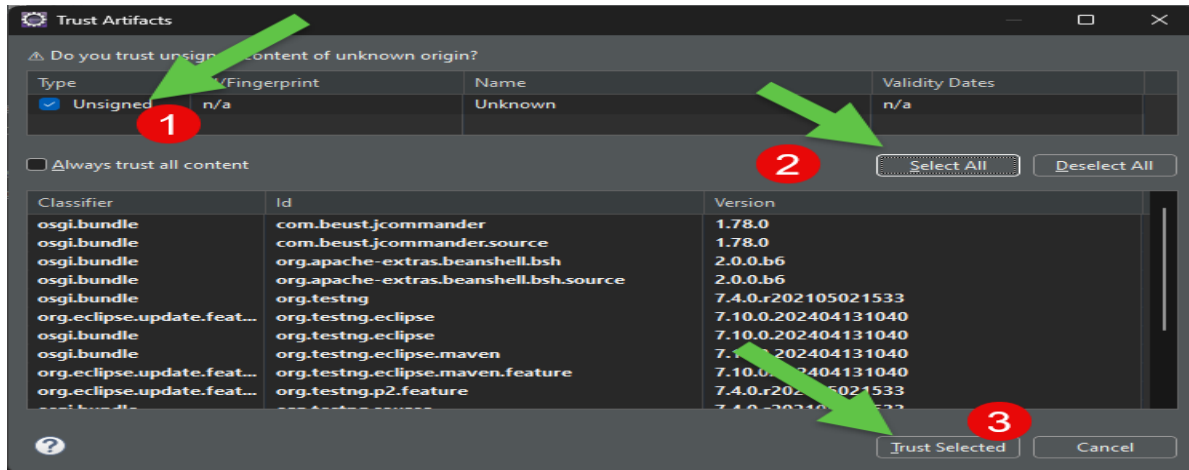 Trust Artifacts
Do you trust unsign ontent of unknown origin?
Type /Fingerprint Name Validity Dates
Unsigned n/a Unknown n/a
1
Always trust all content
2
Select All Deselect All
Classifier Id Version
osgi.bundle com.beust.jcommander 1.78.0
osgi.bundle com.beust.jcommander.source 1.78.0
osgi.bundle org.apache-extras.beanshell.bsh 2.0.0.b6
osgi.bundle org.apache-extras.beanshell.bsh.source 2.0.0.b6
osgi.bundle org.testng 7.4.0.r202105021533
org.eclipse.update.feat... org.testng.eclipse 7.10.0.202404131040
osgi.bundle org.testng.eclipse 7.10.0.202404131040
osgi.bundle org.testng.eclipse.maven 7.10.0.202404131040
org.eclipse.update.feat... org.testng.eclipse.maven.feature 7.10.0.202404131040
org.eclipse.update.feat... org.testng.p2.feature 7.4.0.r202105021533
3
? Trust Selected Cancel